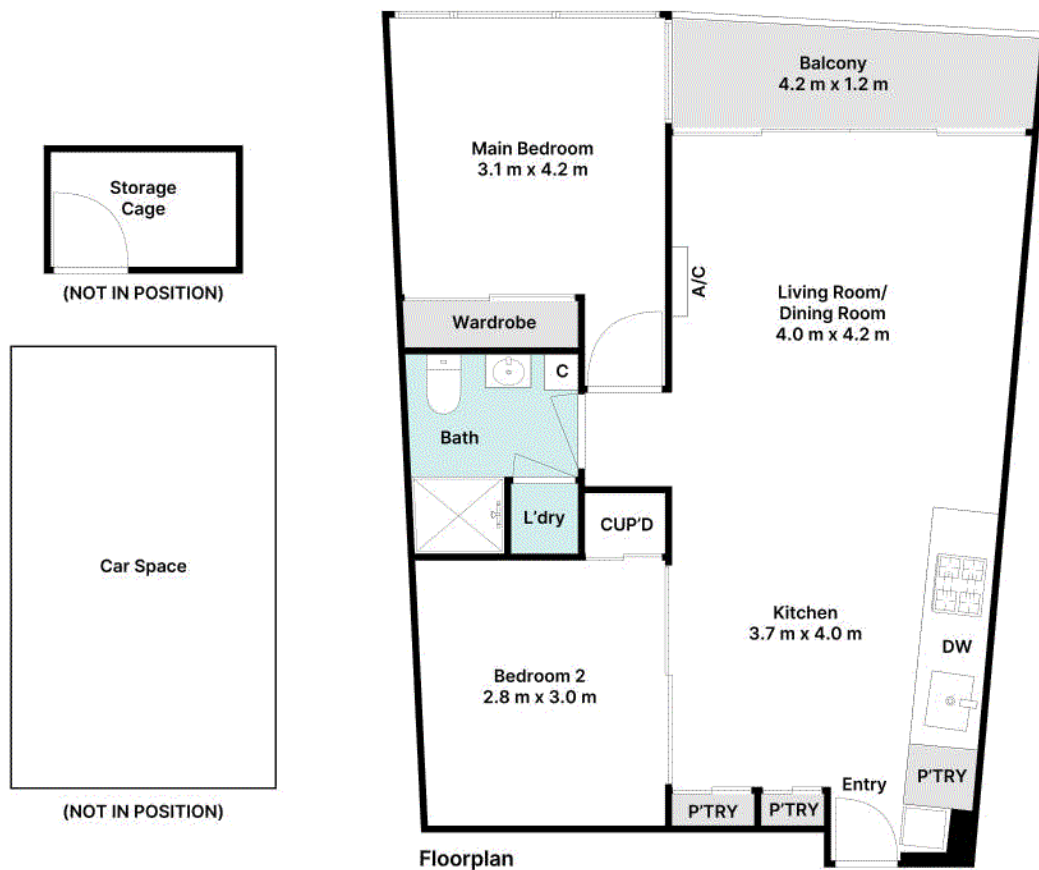 Balcony
4.2 m x 1.2 m
Main Bedroom
3.1 m x 4.2 m
Storage
Cage
(NOT IN POSITION)
A/C
Living Room/
Dining Room
4.0 m x 4.2 m
Wardrobe
C
Bath
L'dry
CUP'D
Car Space
Kitchen
3.7 m x 4.0 m
DW
Bedroom 2
2.8 m x 3.0 m
Entry
P'TRY
P'TRY
P'TRY
(NOT IN POSITION)
Floorplan